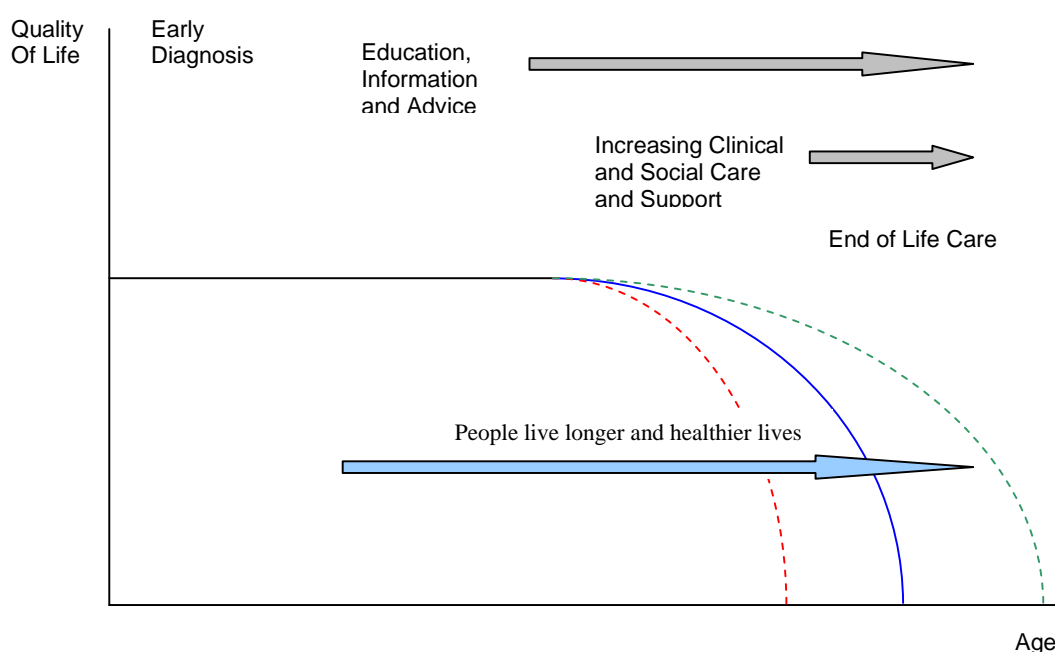 Quality
Of Life
Early
Diagnosis
Education,
Information
and Advice
Increasing Clinical
and Social Care
and Support
End of Life Care
People live longer and healthier lives
Age